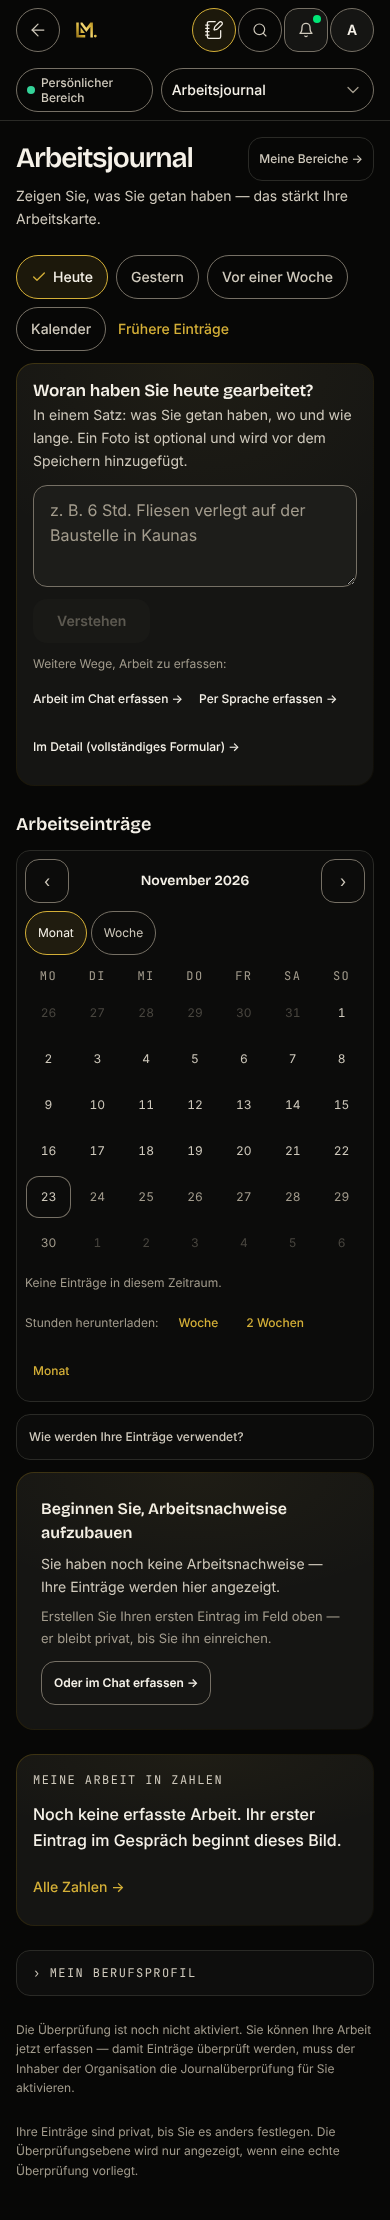 LM.
A
Persönlicher
Bereich
Arbeitsjournal
Arbeitsjournal
Meine Bereiche →
Zeigen Sie, was Sie getan haben — das stärkt Ihre
Arbeitskarte.
Heute
Gestern
Vor einer Woche
Kalender
Frühere Einträge
Woran haben Sie heute gearbeitet?
In einem Satz: was Sie getan haben, wo und wie
lange. Ein Foto ist optional und wird vor dem
Speichern hinzugefügt.
z. B. 6 Std. Fliesen verlegt auf der
Baustelle in Kaunas
Verstehen
Weitere Wege, Arbeit zu erfassen:
Arbeit im Chat erfassen → Per Sprache erfassen →
Im Detail (vollständiges Formular) →
Arbeitseinträge
‹ November 2026 ›
Monat Woche
MO DI MI DO FR SA SO
26 27 28 29 30 31 1
2 3 4 5 6 7 8
9 10 11 12 13 14 15
16 17 18 19 20 21 22
23 24 25 26 27 28 29
30 1 2 3 4 5 6
Keine Einträge in diesem Zeitraum.
Stunden herunterladen: Woche 2 Wochen
Monat
Wie werden Ihre Einträge verwendet?
Beginnen Sie, Arbeitsnachweise
aufzubauen
Sie haben noch keine Arbeitsnachweise —
Ihre Einträge werden hier angezeigt.
Erstellen Sie Ihren ersten Eintrag im Feld oben —
er bleibt privat, bis Sie ihn einreichen.
Oder im Chat erfassen →
MEINE ARBEIT IN ZAHLEN
Noch keine erfasste Arbeit. Ihr erster
Eintrag im Gespräch beginnt dieses Bild.
Alle Zahlen →
› MEIN BERUFSPROFIL
Die Überprüfung ist noch nicht aktiviert. Sie können Ihre Arbeit
jetzt erfassen — damit Einträge überprüft werden, muss der
Inhaber der Organisation die Journalüberprüfung für Sie
aktivieren.
Ihre Einträge sind privat, bis Sie es anders festlegen. Die
Überprüfungsebene wird nur angezeigt, wenn eine echte
Überprüfung vorliegt.